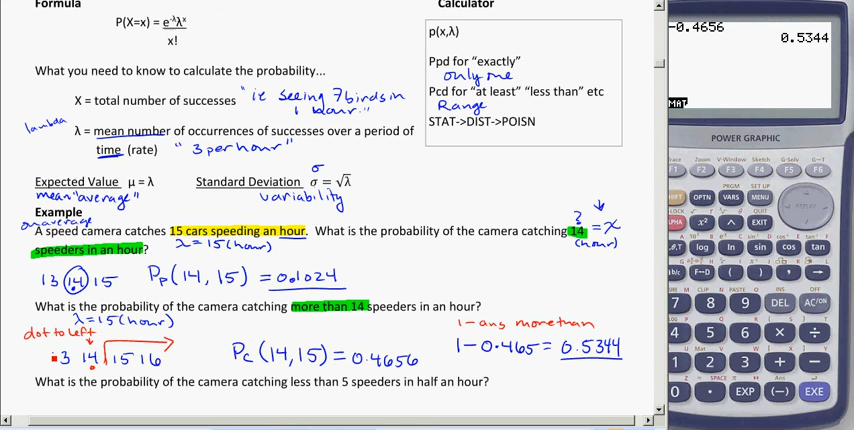 Formula
Calculator
P(X=x) = e^-λ λ^x
x!
p(x,λ)
Ppd for "exactly"
only one
Pcd for "at least" "less than" etc
Range
STAT->DIST->POISN
What you need to know to calculate the probability...
X = total number of successes "ie seeing 7 birds in
1 hour."
lambda
λ = mean number of occurrences of successes over a period of
time (rate) "3 per hour"
Expected Value μ = λ
mean "average"
Standard Deviation σ = √λ
σ
variability
Example
on average
A speed camera catches 15 cars speeding an hour. What is the probability of the camera catching 14 = x
speeders in an hour?
λ = 15 (hour)
? (hour)
13 14 15 Pp (14, 15) = 0.1024
What is the probability of the camera catching more than 14 speeders in an hour?
λ = 15 (hour)
dot to left
1 - ans more than
13 14 15 16 Pc (14, 15) = 0.4656 1 - 0.465 = 0.5344
What is the probability of the camera catching less than 5 speeders in half an hour?
-0.4656
0.5344
MAT
POWER GRAPHIC
Trace Zoom V-Window Sketch G-Solv G-T
F1 F2 F3 F4 F5 F6
PRGM SET UP
SHIFT OPTN VARS MENU
QUIT
ALPHA x² ^ EXIT
X,θ,T log ln sin cos tan
ab/c F↔D ( ) , →
7 8 9 DEL AC/ON
4 5 6 × ÷
1 2 3 + −
0 . EXP (−) EXE